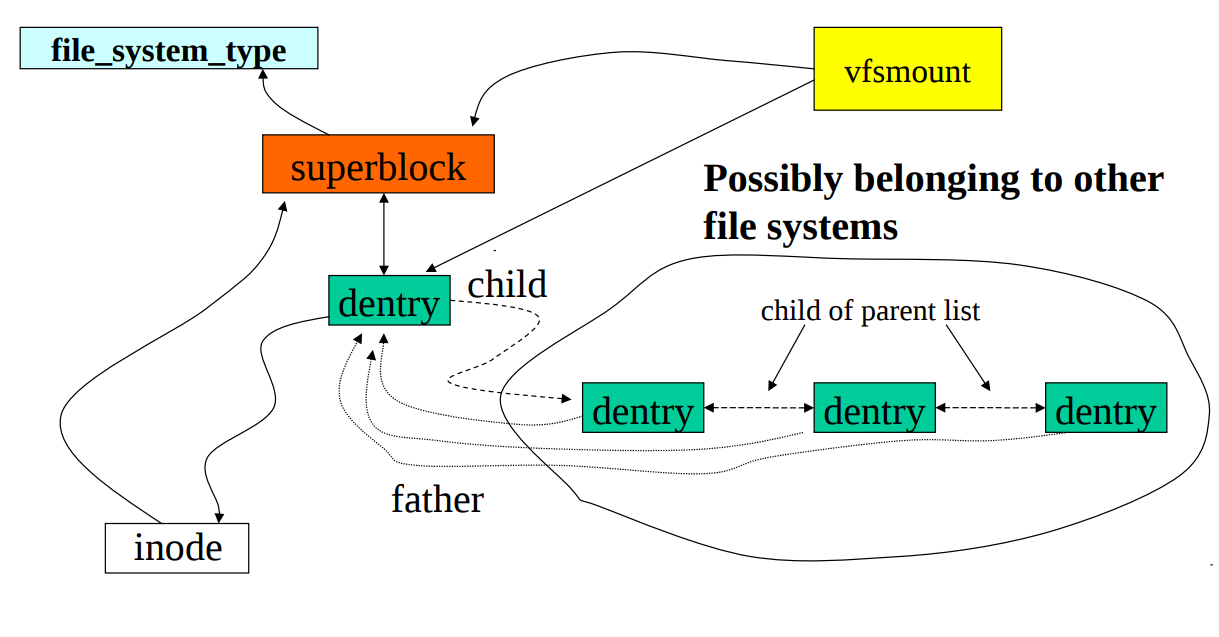 file_system_type
vfsmount
superblock
Possibly belonging to other
file systems
child
dentry
child of parent list
dentry
dentry
dentry
father
inode